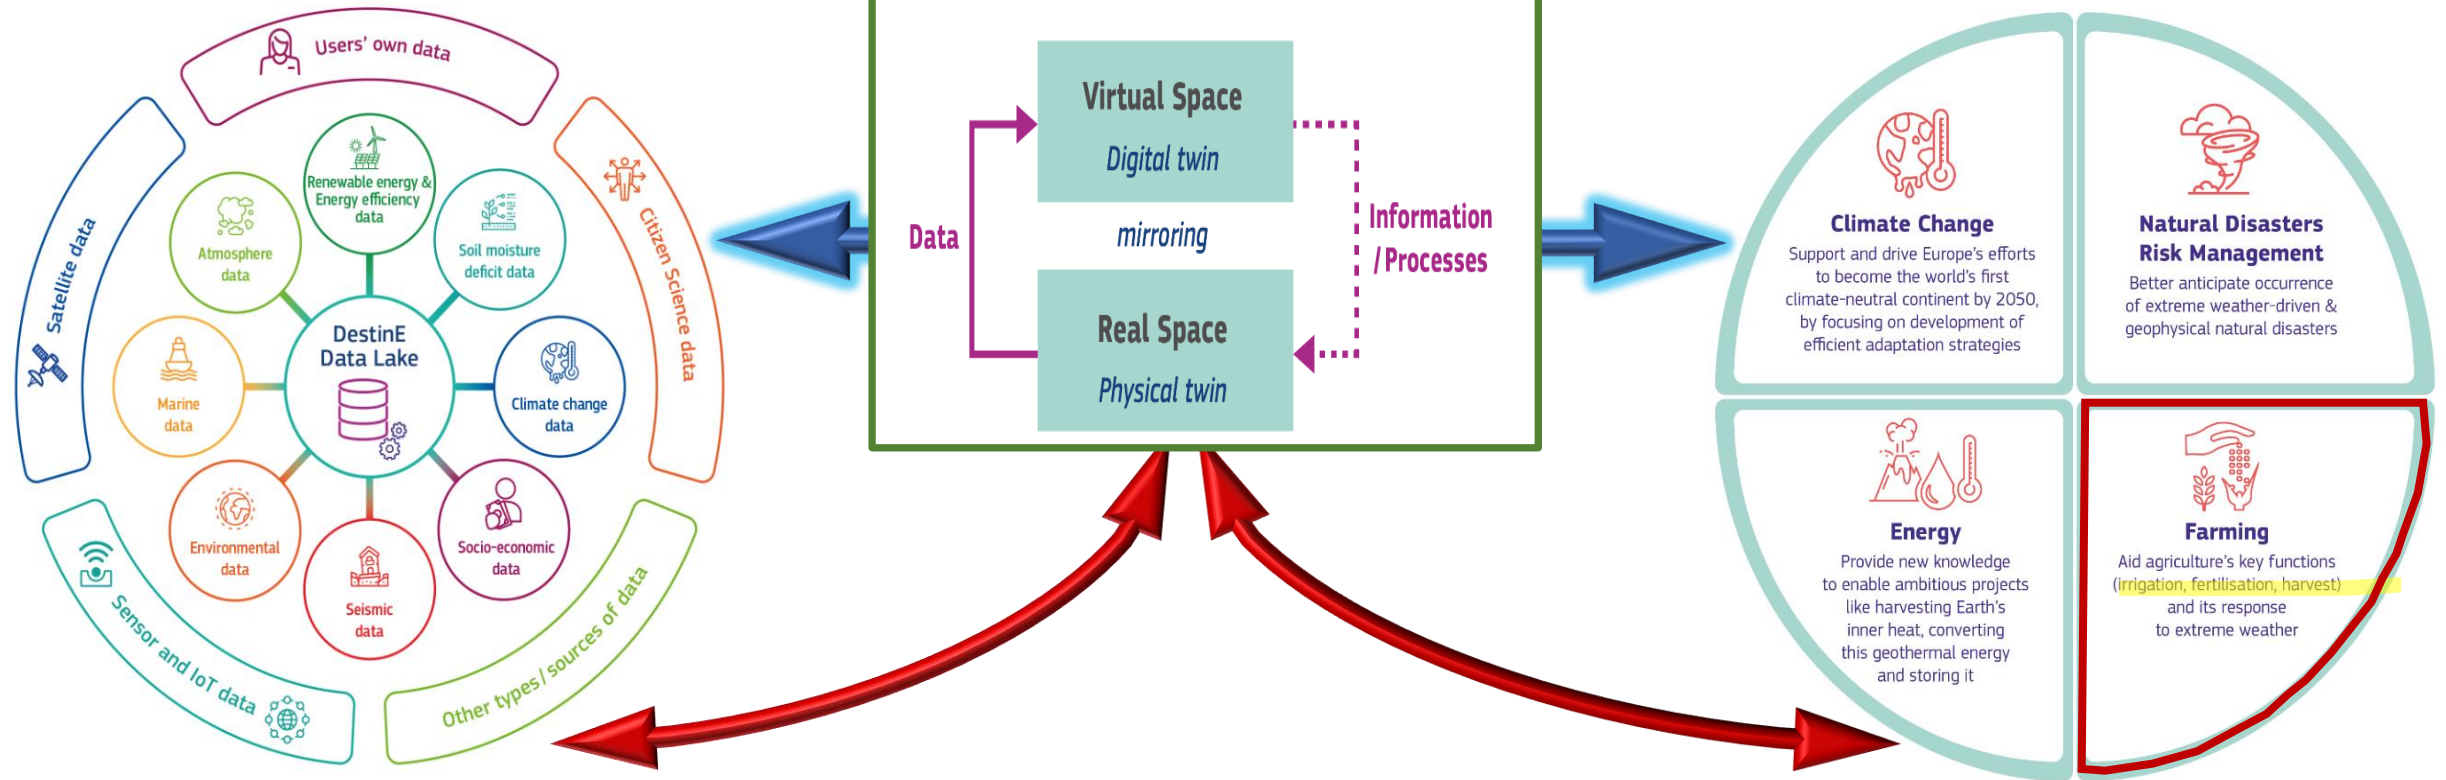 Users' own data
Satellite data
Citizen Science data
Sensor and IoT data
Other types/sources of data
Renewable energy &
Energy efficiency
data
Atmosphere
data
Soil moisture
deficit data
DestinE
Data Lake
Marine
data
Climate change
data
Environmental
data
Socio-economic
data
Seismic
data
Virtual Space
Digital twin
mirroring
Data
Information
/Processes
Real Space
Physical twin
Climate Change
Support and drive Europe's efforts
to become the world's first
climate-neutral continent by 2050,
by focusing on development of
efficient adaptation strategies
Natural Disasters
Risk Management
Better anticipate occurrence
of extreme weather-driven &
geophysical natural disasters
Energy
Provide new knowledge
to enable ambitious projects
like harvesting Earth's
inner heat, converting
this geothermal energy
and storing it
Farming
Aid agriculture's key functions
(irrigation, fertilisation, harvest)
and its response
to extreme weather